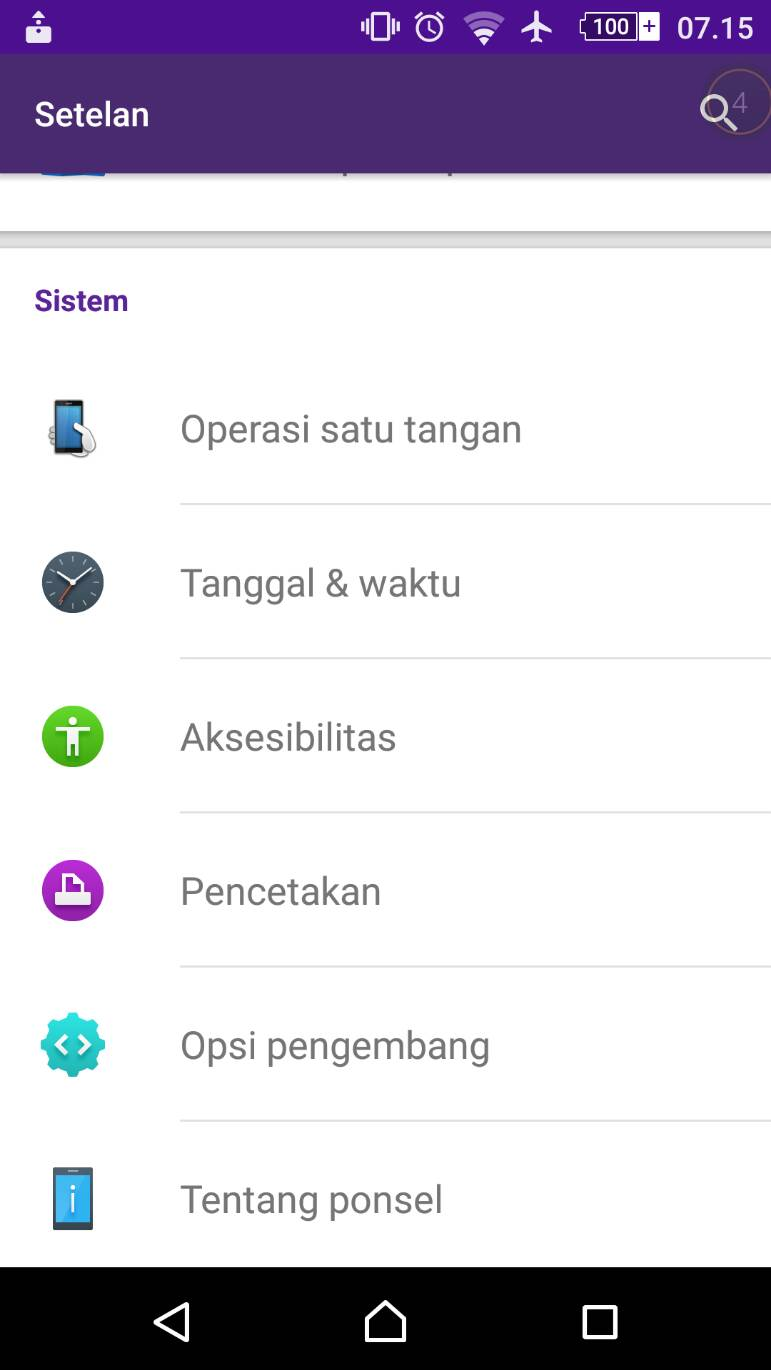 100 07.15
Setelan
4
Sistem
Operasi satu tangan
Tanggal & waktu
Aksesibilitas
Pencetakan
Opsi pengembang
Tentang ponsel